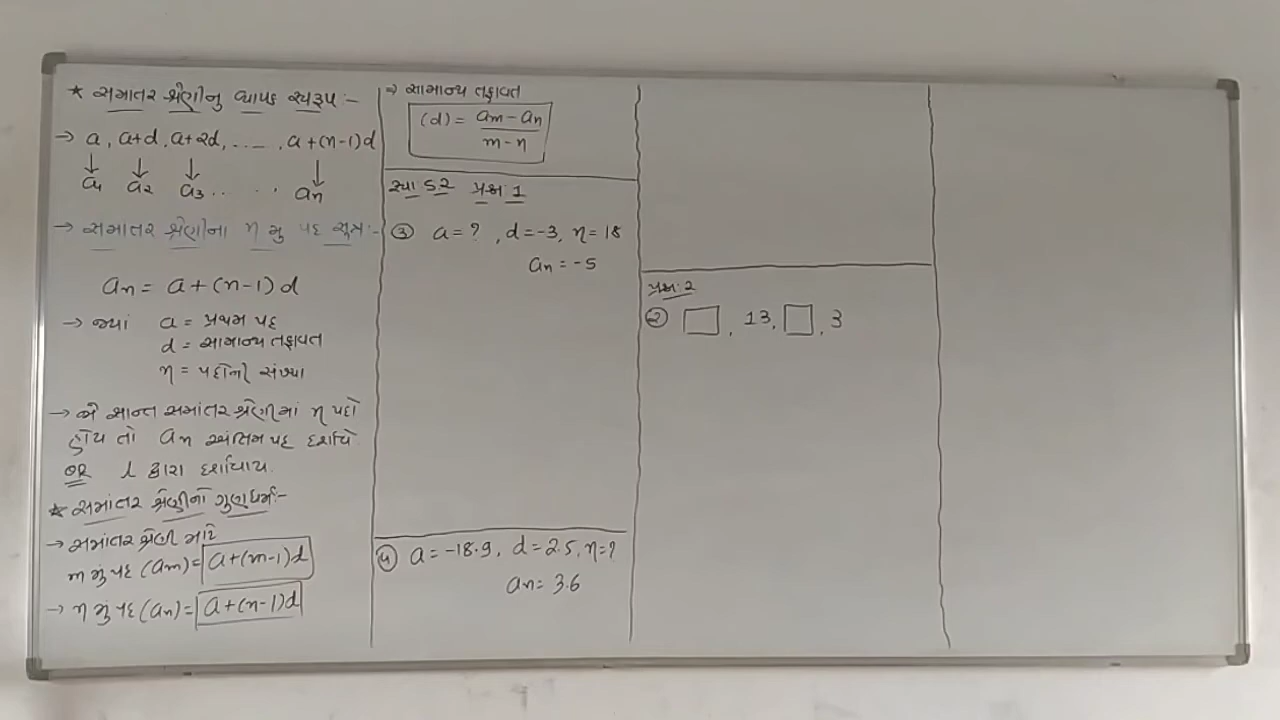 * સમાતર શ્રેણીનુ વ્યાપક સ્વરૂપ :-
→ a, a+d, a+2d, ....., a+(n-1)d
↓ ↓ ↓ ↓
a1 a2 a3 . . . . an
→ સમાતર શ્રેણીના n મુ પદ સુત્ર:-
an = a+(n-1)d
→ જ્યાં a = પ્રથમ પદ
d = સામાન્ય તફાવત
n = પદોની સંખ્યા
→ જો સાન્ત સમાંતર શ્રેણીમાં n પદો
હોય તો an અંતિમ પદ દર્શાવે
OR l દ્વારા દર્શાવાય.
* સમાંતર શ્રેણીનો ગુણધર્મ:-
→ સમાંતર શ્રેણી માટે
m મું પદ (am) = a+(m-1)d
→ n મું પદ (an) = a+(n-1)d
⇒ સામાન્ય તફાવત
(d) = am - an / m - n
સ્વા 5.2 પ્રશ્ન 1
③ a = ? , d = -3, n = 18
an = -5
(૫) a = -18.9, d = 2.5, n = ?
an = 3.6
પ્રશ્ન:-૨
(૨) □, 13, □, 3